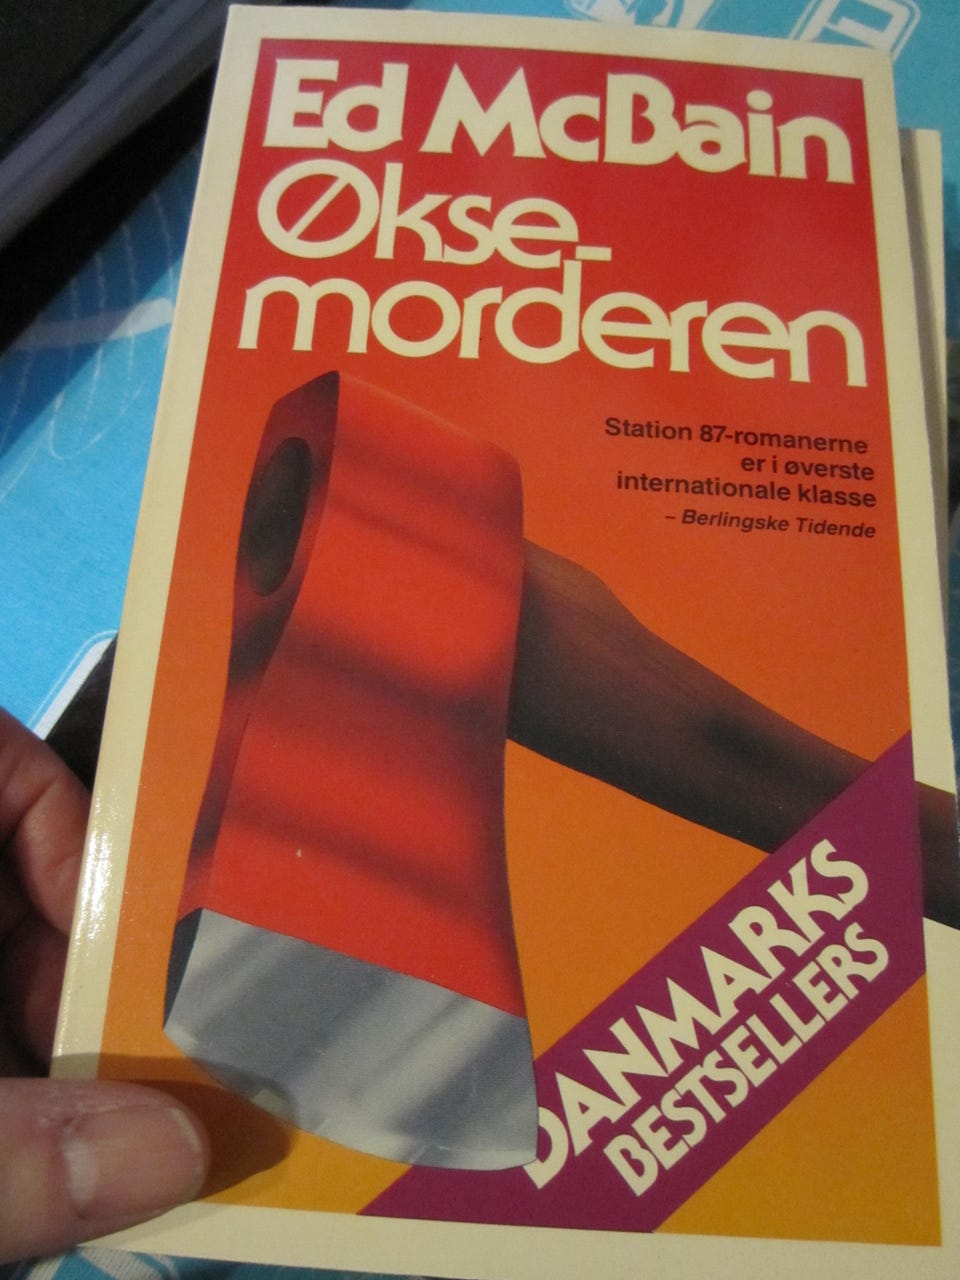 Ed McBain
Økse-
morderen
Station 87-romanerne
er i øverste
internationale klasse
– Berlingske Tidende
DANMARKS
BESTSELLERS